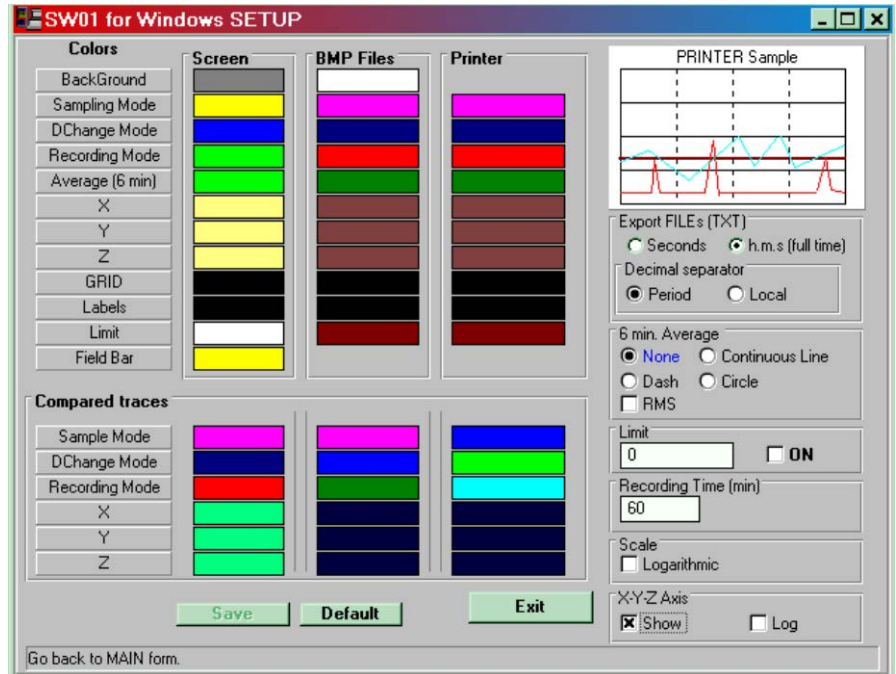 SW01 for Windows SETUP
Colors
Screen
BMP Files
Printer
BackGround
Sampling Mode
DChange Mode
Recording Mode
Average (6 min)
X
Y
Z
GRID
Labels
Limit
Field Bar
Compared traces
Sample Mode
DChange Mode
Recording Mode
X
Y
Z
Save
Default
Exit
PRINTER Sample
Export FILEs (TXT)
Seconds h.m.s (full time)
Decimal separator
Period Local
6 min. Average
None Continuous Line
Dash Circle
RMS
Limit
0 ON
Recording Time (min)
60
Scale
Logarithmic
X-Y-Z Axis
Show Log
Go back to MAIN form.